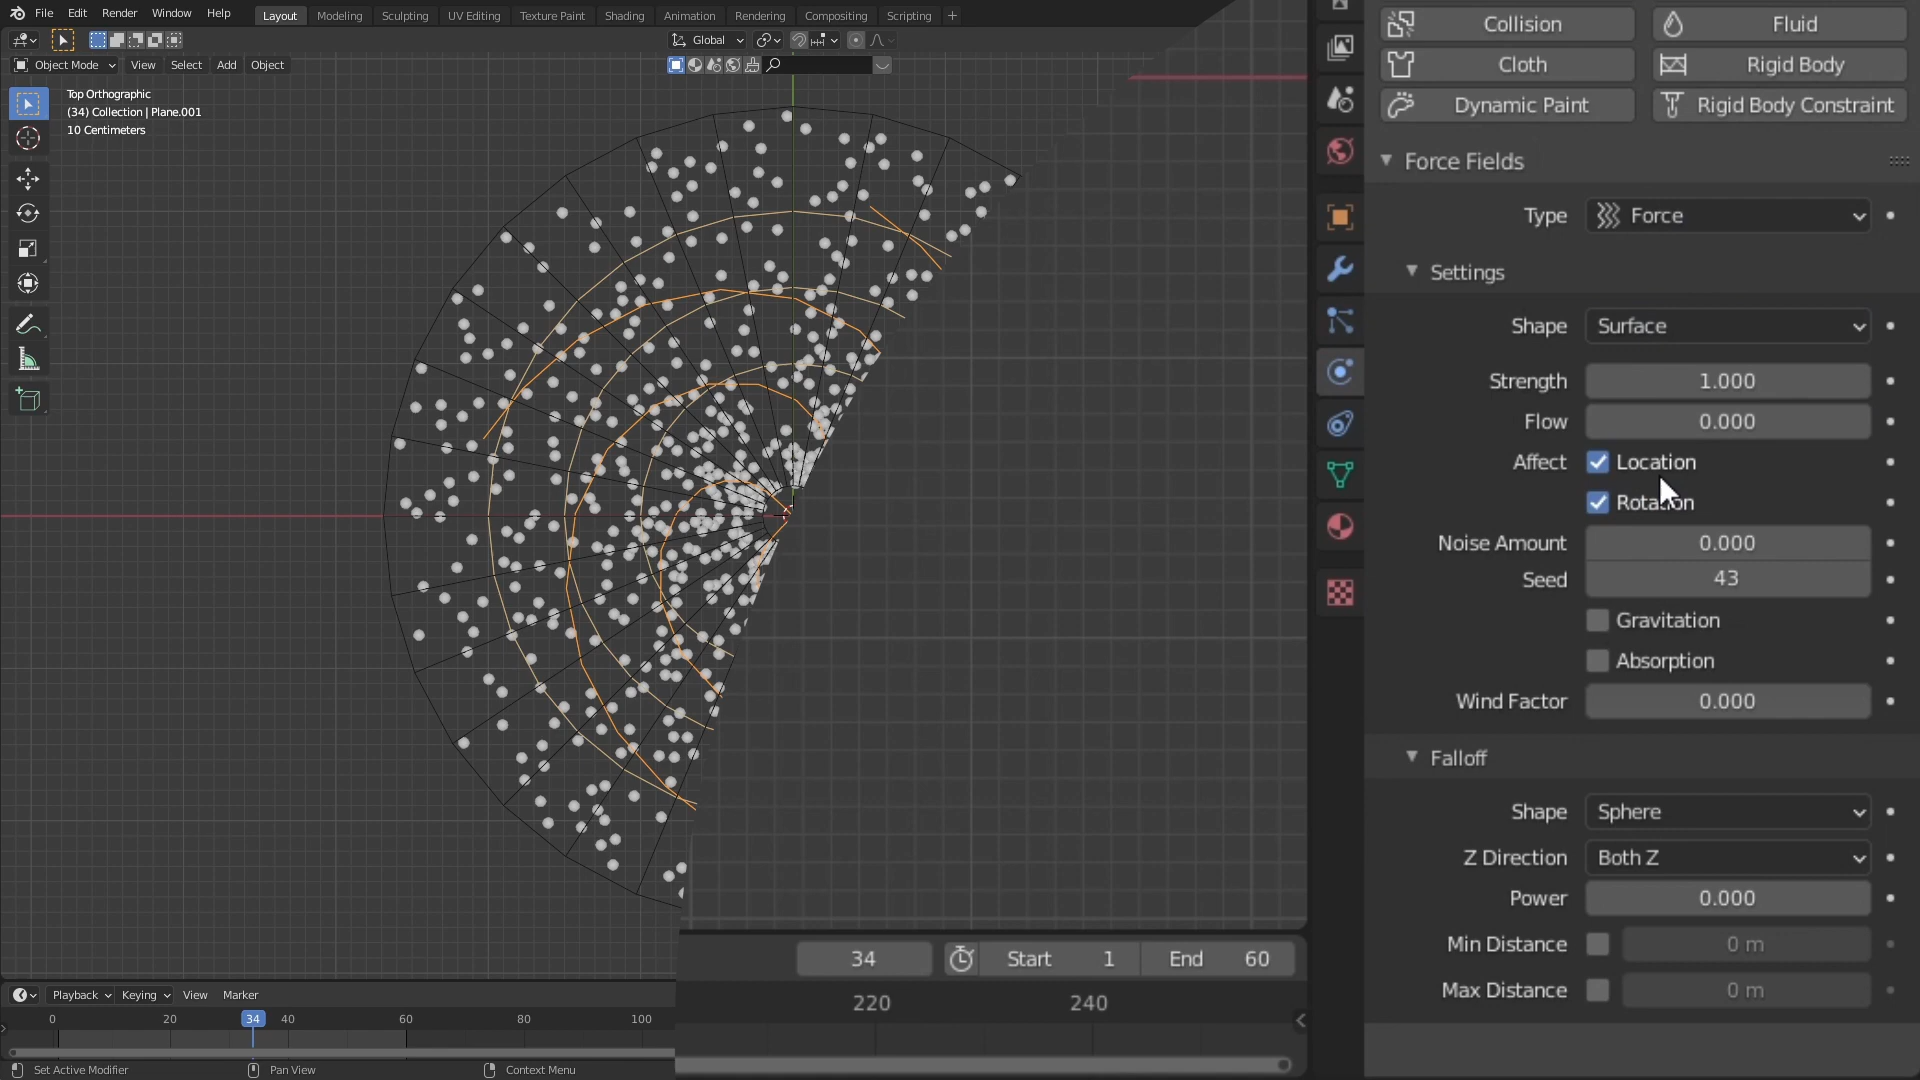 File Edit Render Window Help Layout Modeling Sculpting UV Editing Texture Paint Shading Animation Rendering Compositing Scripting +
Global
Object Mode View Select Add Object
Top Orthographic
(34) Collection | Plane.001
10 Centimeters
Collision Fluid
Cloth Rigid Body
Dynamic Paint Rigid Body Constraint
Force Fields
Type Force
Settings
Shape Surface
Strength 1.000
Flow 0.000
Affect Location
Rotation
Noise Amount 0.000
Seed 43
Gravitation
Absorption
Wind Factor 0.000
Falloff
Shape Sphere
Z Direction Both Z
Power 0.000
Min Distance 0 m
Max Distance 0 m
34 Start 1 End 60
220 240
Playback Keying View Marker
0 20 34 40 60 80 100
Set Active Modifier Pan View Context Menu